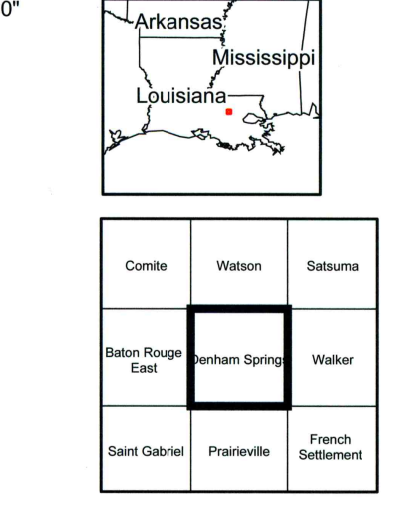 0"
Arkansas
Mississippi
Louisiana
Comite
Watson
Satsuma
Baton Rouge
East
Denham Springs
Walker
Saint Gabriel
Prairieville
French
Settlement